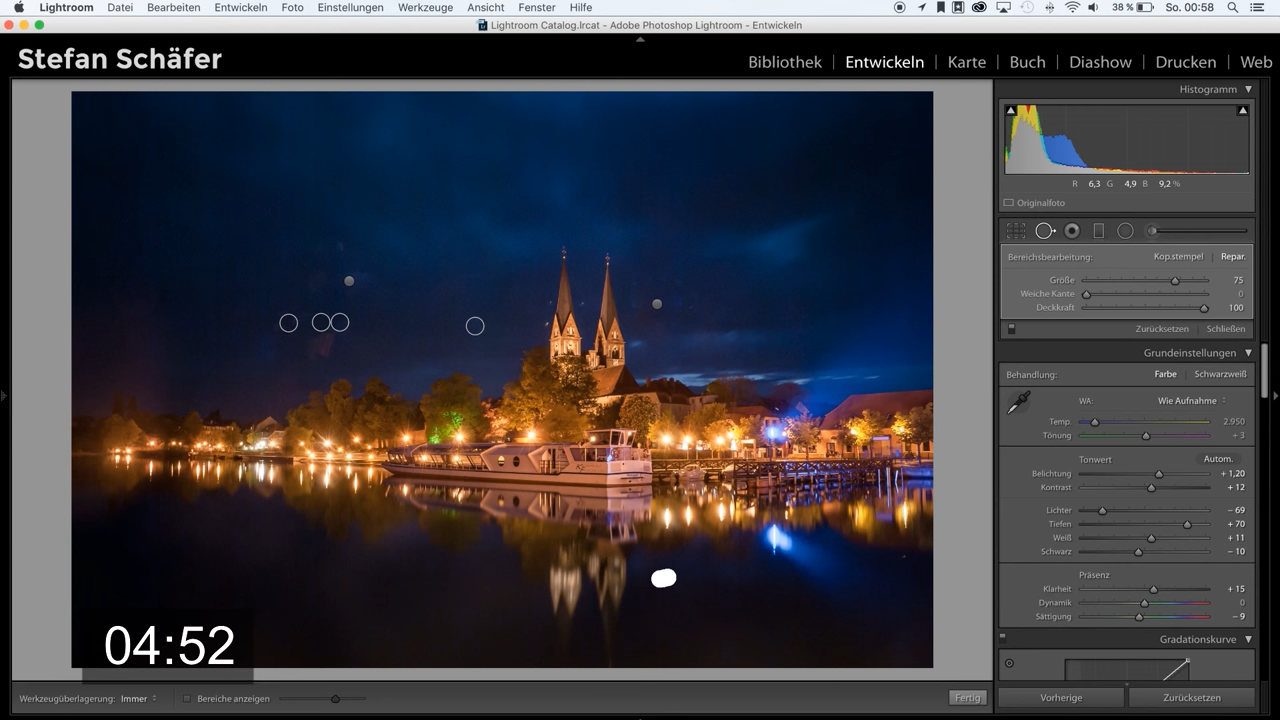 Lightroom Datei Bearbeiten Entwickeln Foto Einstellungen Werkzeuge Ansicht Fenster Hilfe 38 % So. 00:58
Lightroom Catalog.lrcat - Adobe Photoshop Lightroom - Entwickeln
Stefan Schäfer
Bibliothek | Entwickeln | Karte | Buch | Diashow | Drucken | Web
Histogramm
R 6,3 G 4,9 B 9,2 %
Originalfoto
Bereichsbearbeitung: Kop.stempel | Repar.
Größe 75
Weiche Kante 0
Deckkraft 100
Zurücksetzen Schließen
Grundeinstellungen
Behandlung: Farbe | Schwarzweiß
WA: Wie Aufnahme
Temp. 2.950
Tönung + 3
Tonwert Autom.
Belichtung + 1,20
Kontrast + 12
Lichter − 69
Tiefen + 70
Weiß + 11
Schwarz − 10
Präsenz
Klarheit + 15
Dynamik 0
Sättigung − 9
Gradationskurve
04:52
Werkzeugüberlagerung: Immer Bereiche anzeigen Fertig
Vorherige Zurücksetzen